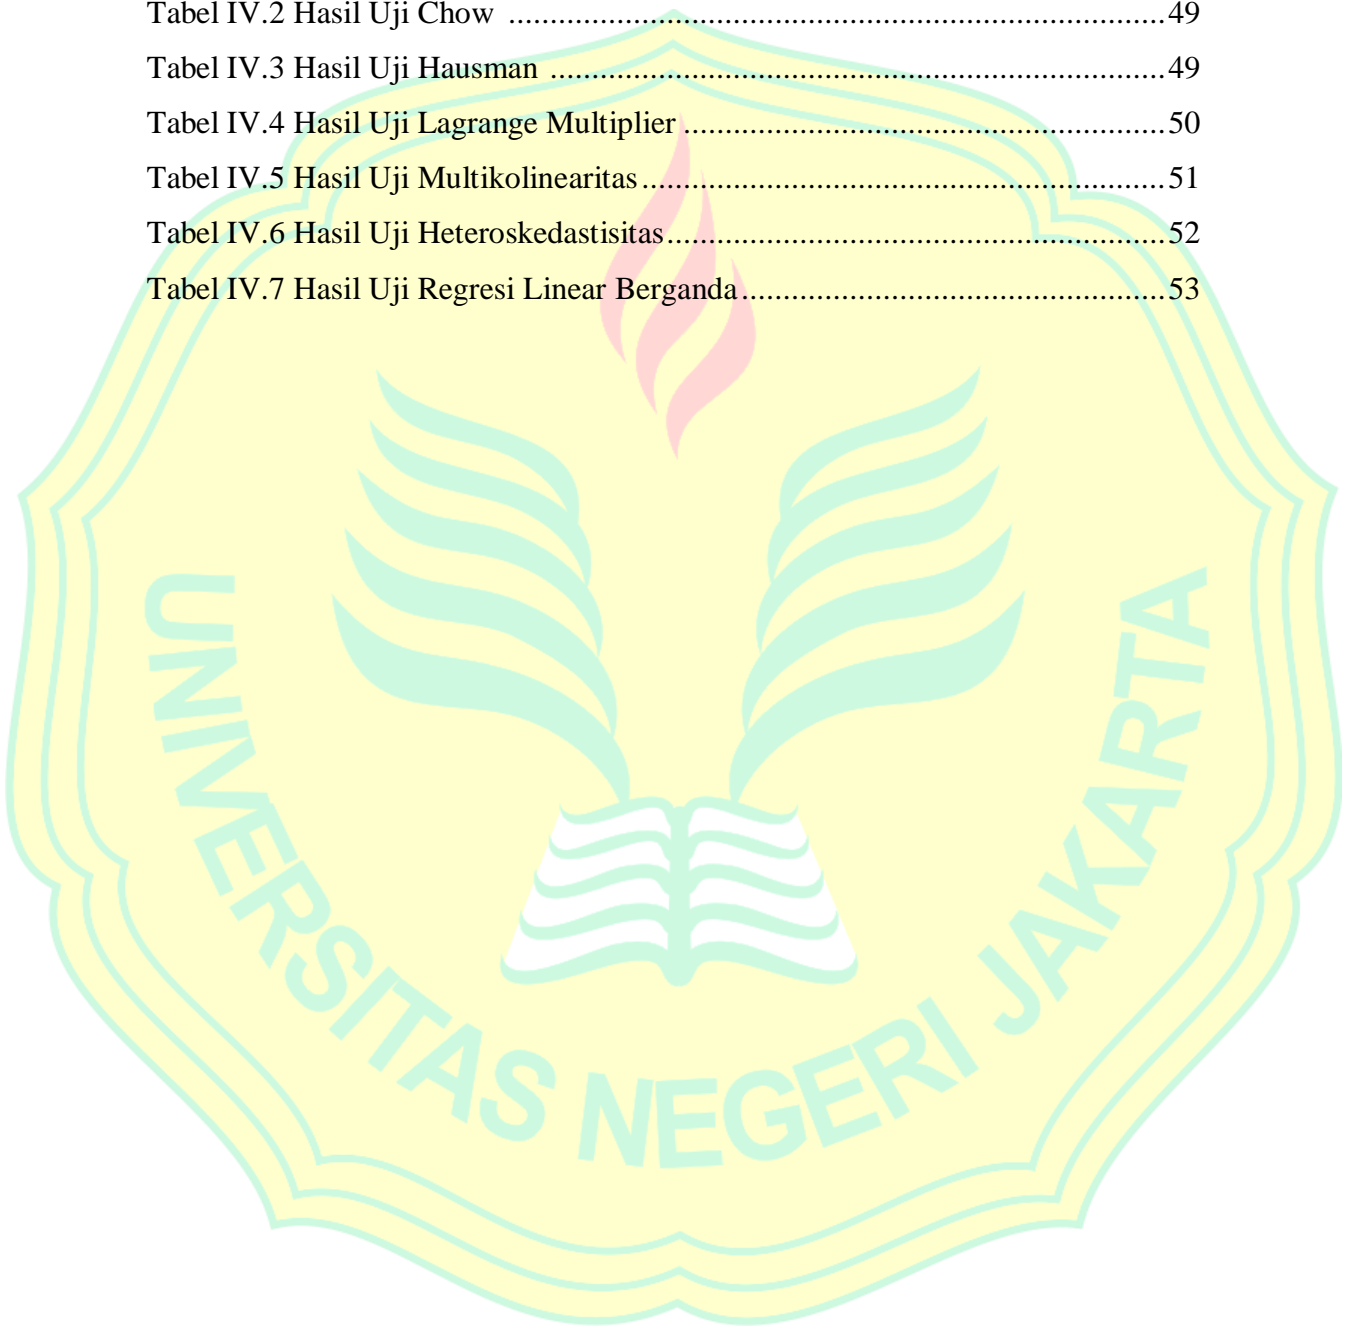 Tabel IV.2 Hasil Uji Chow ................................................................................49
Tabel IV.3 Hasil Uji Hausman ...........................................................................49
Tabel IV.4 Hasil Uji Lagrange Multiplier ...........................................................50
Tabel IV.5 Hasil Uji Multikolinearitas ................................................................51
Tabel IV.6 Hasil Uji Heteroskedastisitas.............................................................52
Tabel IV.7 Hasil Uji Regresi Linear Berganda ....................................................53
UNIVERSITAS NEGERI JAKARTA